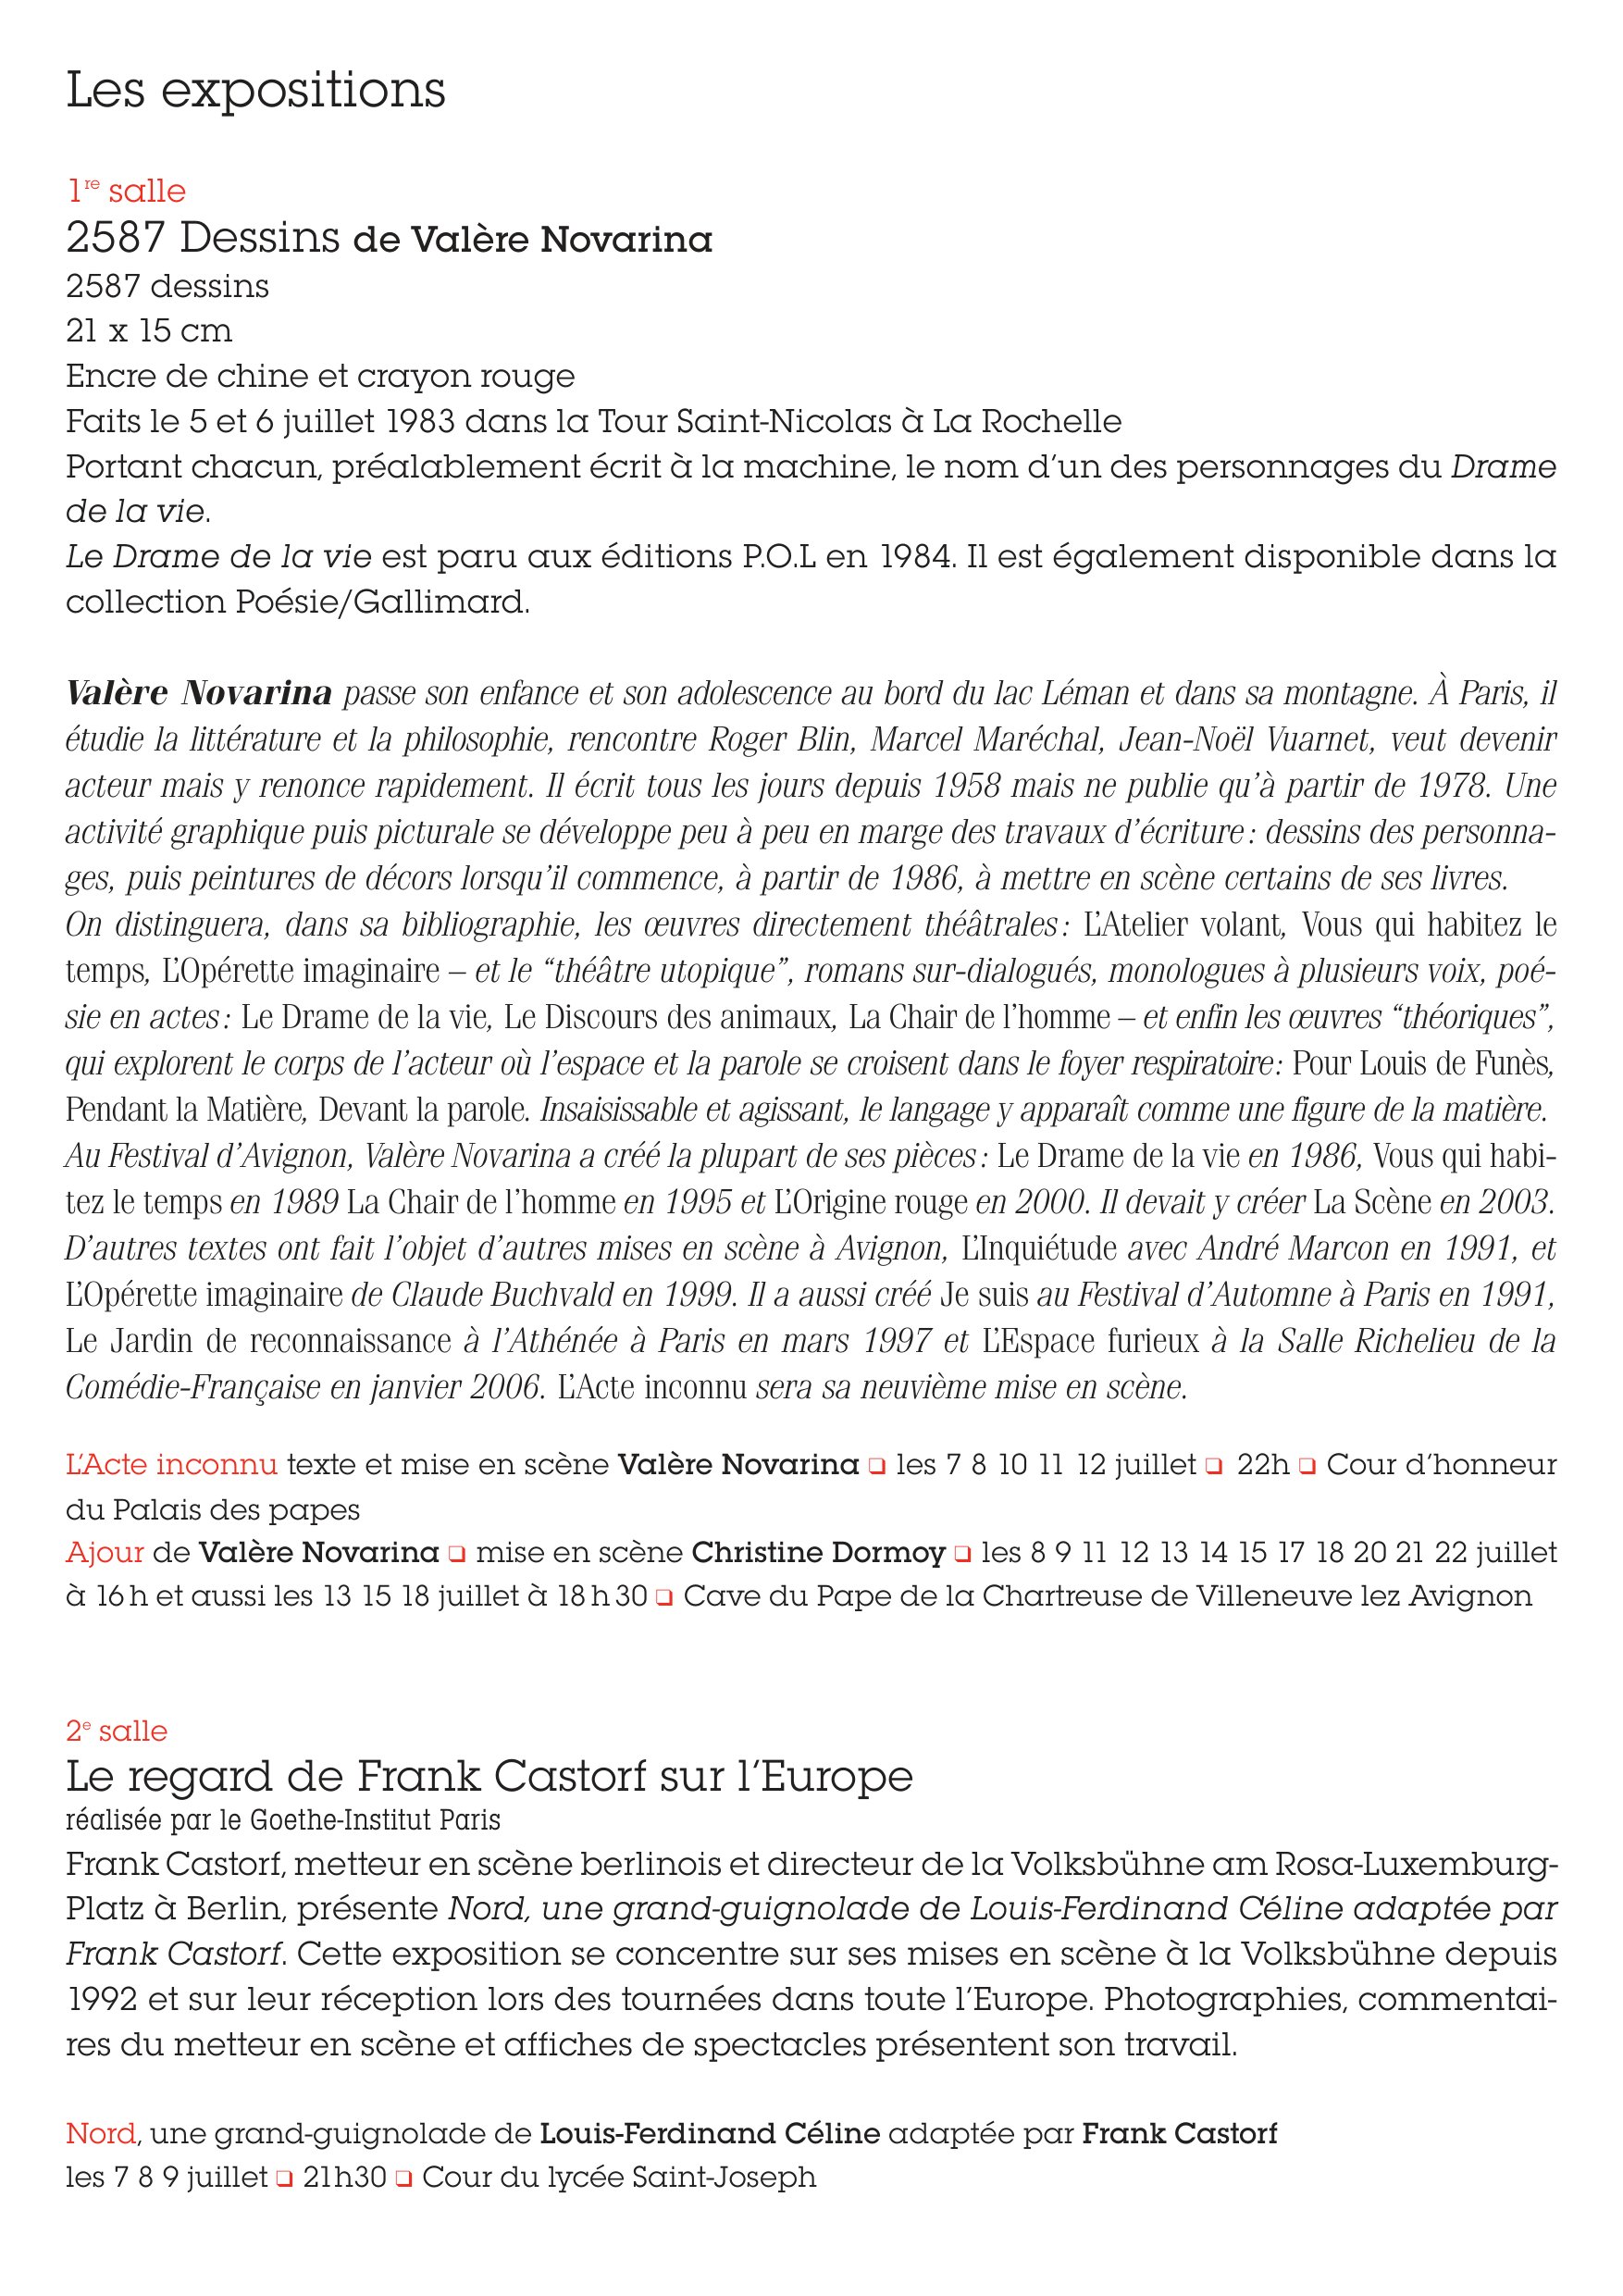 Les expositions
1re salle
2587 Dessins de Valère Novarina
2587 dessins
21 x 15 cm
Encre de chine et crayon rouge
Faits le 5 et 6 juillet 1983 dans la Tour Saint-Nicolas à La Rochelle
Portant chacun, préalablement écrit à la machine, le nom d’un des personnages du Drame
de la vie.
Le Drame de la vie est paru aux éditions P.O.L en 1984. Il est également disponible dans la
collection Poésie/Gallimard.
Valère Novarina passe son enfance et son adolescence au bord du lac Léman et dans sa montagne. À Paris, il
étudie la littérature et la philosophie, rencontre Roger Blin, Marcel Maréchal, Jean-Noël Vuarnet, veut devenir
acteur mais y renonce rapidement. Il écrit tous les jours depuis 1958 mais ne publie qu’à partir de 1978. Une
activité graphique puis picturale se développe peu à peu en marge des travaux d’écriture : dessins des personna-
ges, puis peintures de décors lorsqu’il commence, à partir de 1986, à mettre en scène certains de ses livres.
On distinguera, dans sa bibliographie, les œuvres directement théâtrales : L’Atelier volant, Vous qui habitez le
temps, L’Opérette imaginaire – et le “théâtre utopique”, romans sur-dialogués, monologues à plusieurs voix, poé-
sie en actes : Le Drame de la vie, Le Discours des animaux, La Chair de l’homme – et enfin les œuvres “théoriques”,
qui explorent le corps de l’acteur où l’espace et la parole se croisent dans le foyer respiratoire : Pour Louis de Funès,
Pendant la Matière, Devant la parole. Insaisissable et agissant, le langage y apparaît comme une figure de la matière.
Au Festival d’Avignon, Valère Novarina a créé la plupart de ses pièces : Le Drame de la vie en 1986, Vous qui habi-
tez le temps en 1989 La Chair de l’homme en 1995 et L’Origine rouge en 2000. Il devait y créer La Scène en 2003.
D’autres textes ont fait l’objet d’autres mises en scène à Avignon, L’Inquiétude avec André Marcon en 1991, et
L’Opérette imaginaire de Claude Buchvald en 1999. Il a aussi créé Je suis au Festival d’Automne à Paris en 1991,
Le Jardin de reconnaissance à l’Athénée à Paris en mars 1997 et L’Espace furieux à la Salle Richelieu de la
Comédie-Française en janvier 2006. L’Acte inconnu sera sa neuvième mise en scène.
L’Acte inconnu texte et mise en scène Valère Novarina ❑ les 7 8 10 11 12 juillet ❑ 22h ❑ Cour d’honneur
du Palais des papes
Ajour de Valère Novarina ❑ mise en scène Christine Dormoy ❑ les 8 9 11 12 13 14 15 17 18 20 21 22 juillet
à 16 h et aussi les 13 15 18 juillet à 18 h 30 ❑ Cave du Pape de la Chartreuse de Villeneuve lez Avignon
2e salle
Le regard de Frank Castorf sur l’Europe
réalisée par le Goethe-Institut Paris
Frank Castorf, metteur en scène berlinois et directeur de la Volksbühne am Rosa-Luxemburg-
Platz à Berlin, présente Nord, une grand-guignolade de Louis-Ferdinand Céline adaptée par
Frank Castorf. Cette exposition se concentre sur ses mises en scène à la Volksbühne depuis
1992 et sur leur réception lors des tournées dans toute l’Europe. Photographies, commentai-
res du metteur en scène et affiches de spectacles présentent son travail.
Nord, une grand-guignolade de Louis-Ferdinand Céline adaptée par Frank Castorf
les 7 8 9 juillet ❑ 21h30 ❑ Cour du lycée Saint-Joseph